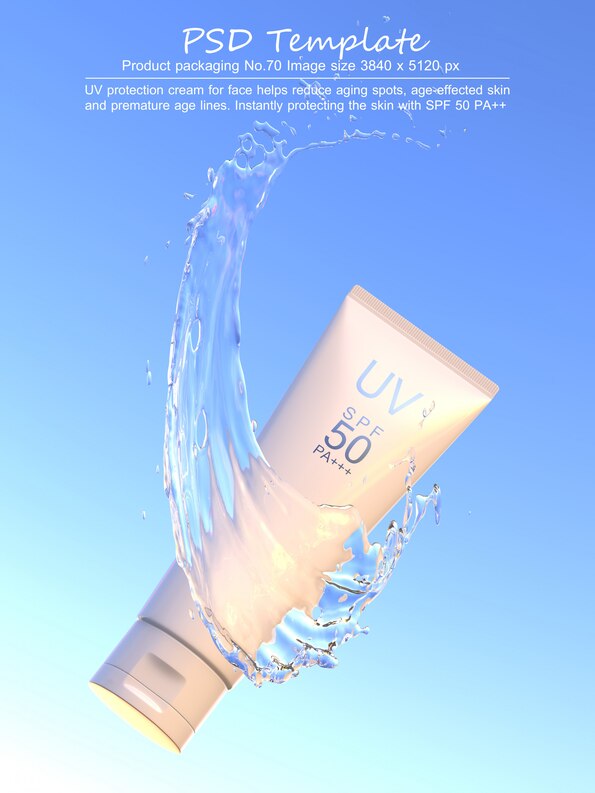 PSD Template
Product packaging No.70 Image size 3840 x 5120 px
UV protection cream for face helps reduce aging spots, age-effected skin
and premature age lines. Instantly protecting the skin with SPF 50 PA++
UV
SPF
50
PA+++